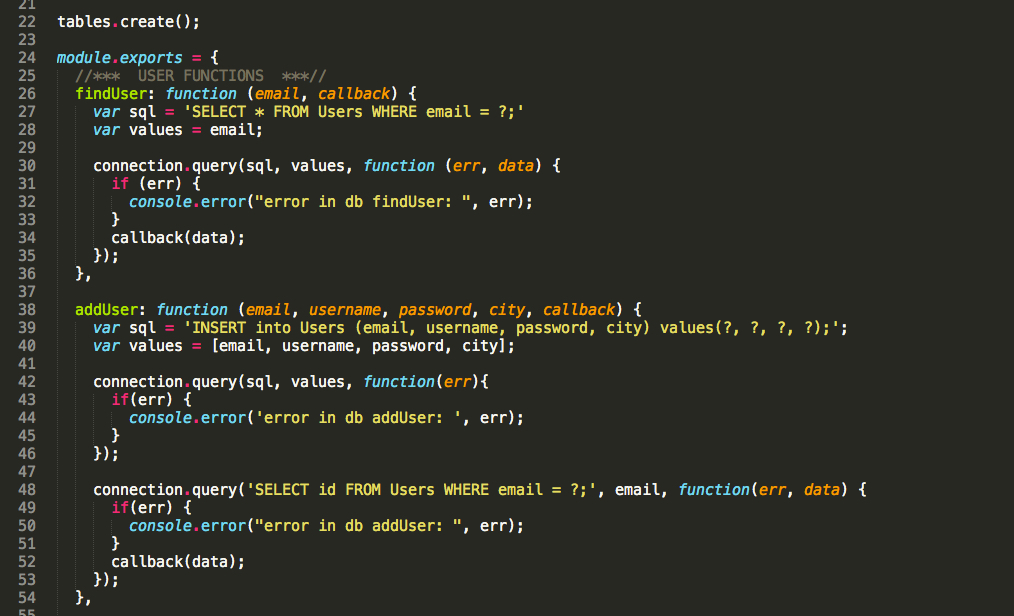 21
22 tables.create();
23
24 module.exports = {
25 //*** USER FUNCTIONS ***//
26 findUser: function (email, callback) {
27 var sql = 'SELECT * FROM Users WHERE email = ?;'
28 var values = email;
29
30 connection.query(sql, values, function (err, data) {
31 if (err) {
32 console.error("error in db findUser: ", err);
33 }
34 callback(data);
35 });
36 },
37
38 addUser: function (email, username, password, city, callback) {
39 var sql = 'INSERT into Users (email, username, password, city) values(?, ?, ?, ?);';
40 var values = [email, username, password, city];
41
42 connection.query(sql, values, function(err){
43 if(err) {
44 console.error('error in db addUser: ', err);
45 }
46 });
47
48 connection.query('SELECT id FROM Users WHERE email = ?;', email, function(err, data) {
49 if(err) {
50 console.error("error in db addUser: ", err);
51 }
52 callback(data);
53 });
54 },
55